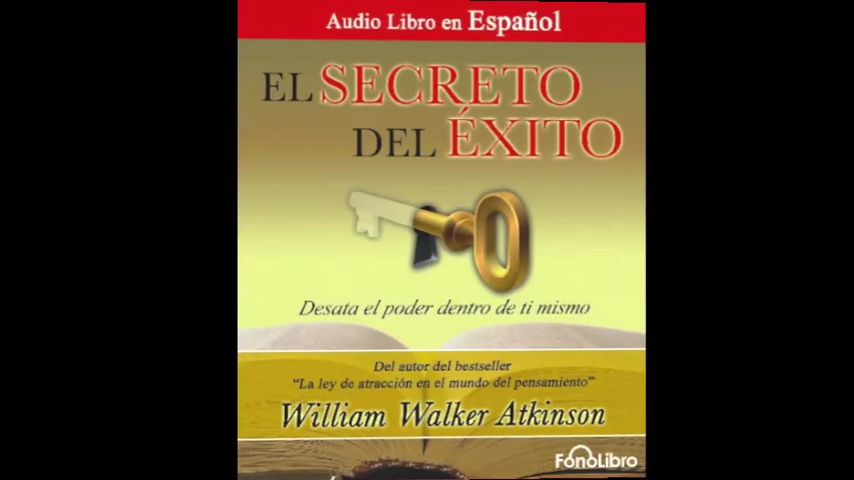 Audio Libro en Español
EL SECRETO
DEL ÉXITO
Desata el poder dentro de ti mismo
Del autor del bestseller
"La ley de atracción en el mundo del pensamiento"
William Walker Atkinson
FonoLibro